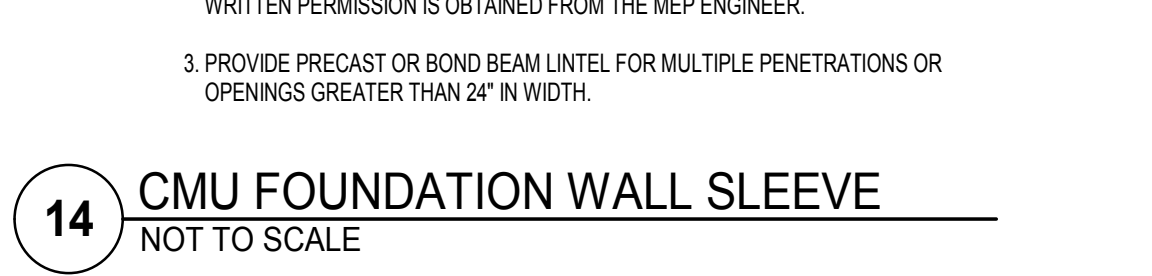 WRITTEN PERMISSION IS OBTAINED FROM THE MEP ENGINEER.
3. PROVIDE PRECAST OR BOND BEAM LINTEL FOR MULTIPLE PENETRATIONS OR
OPENINGS GREATER THAN 24" IN WIDTH.
14
CMU FOUNDATION WALL SLEEVE
NOT TO SCALE